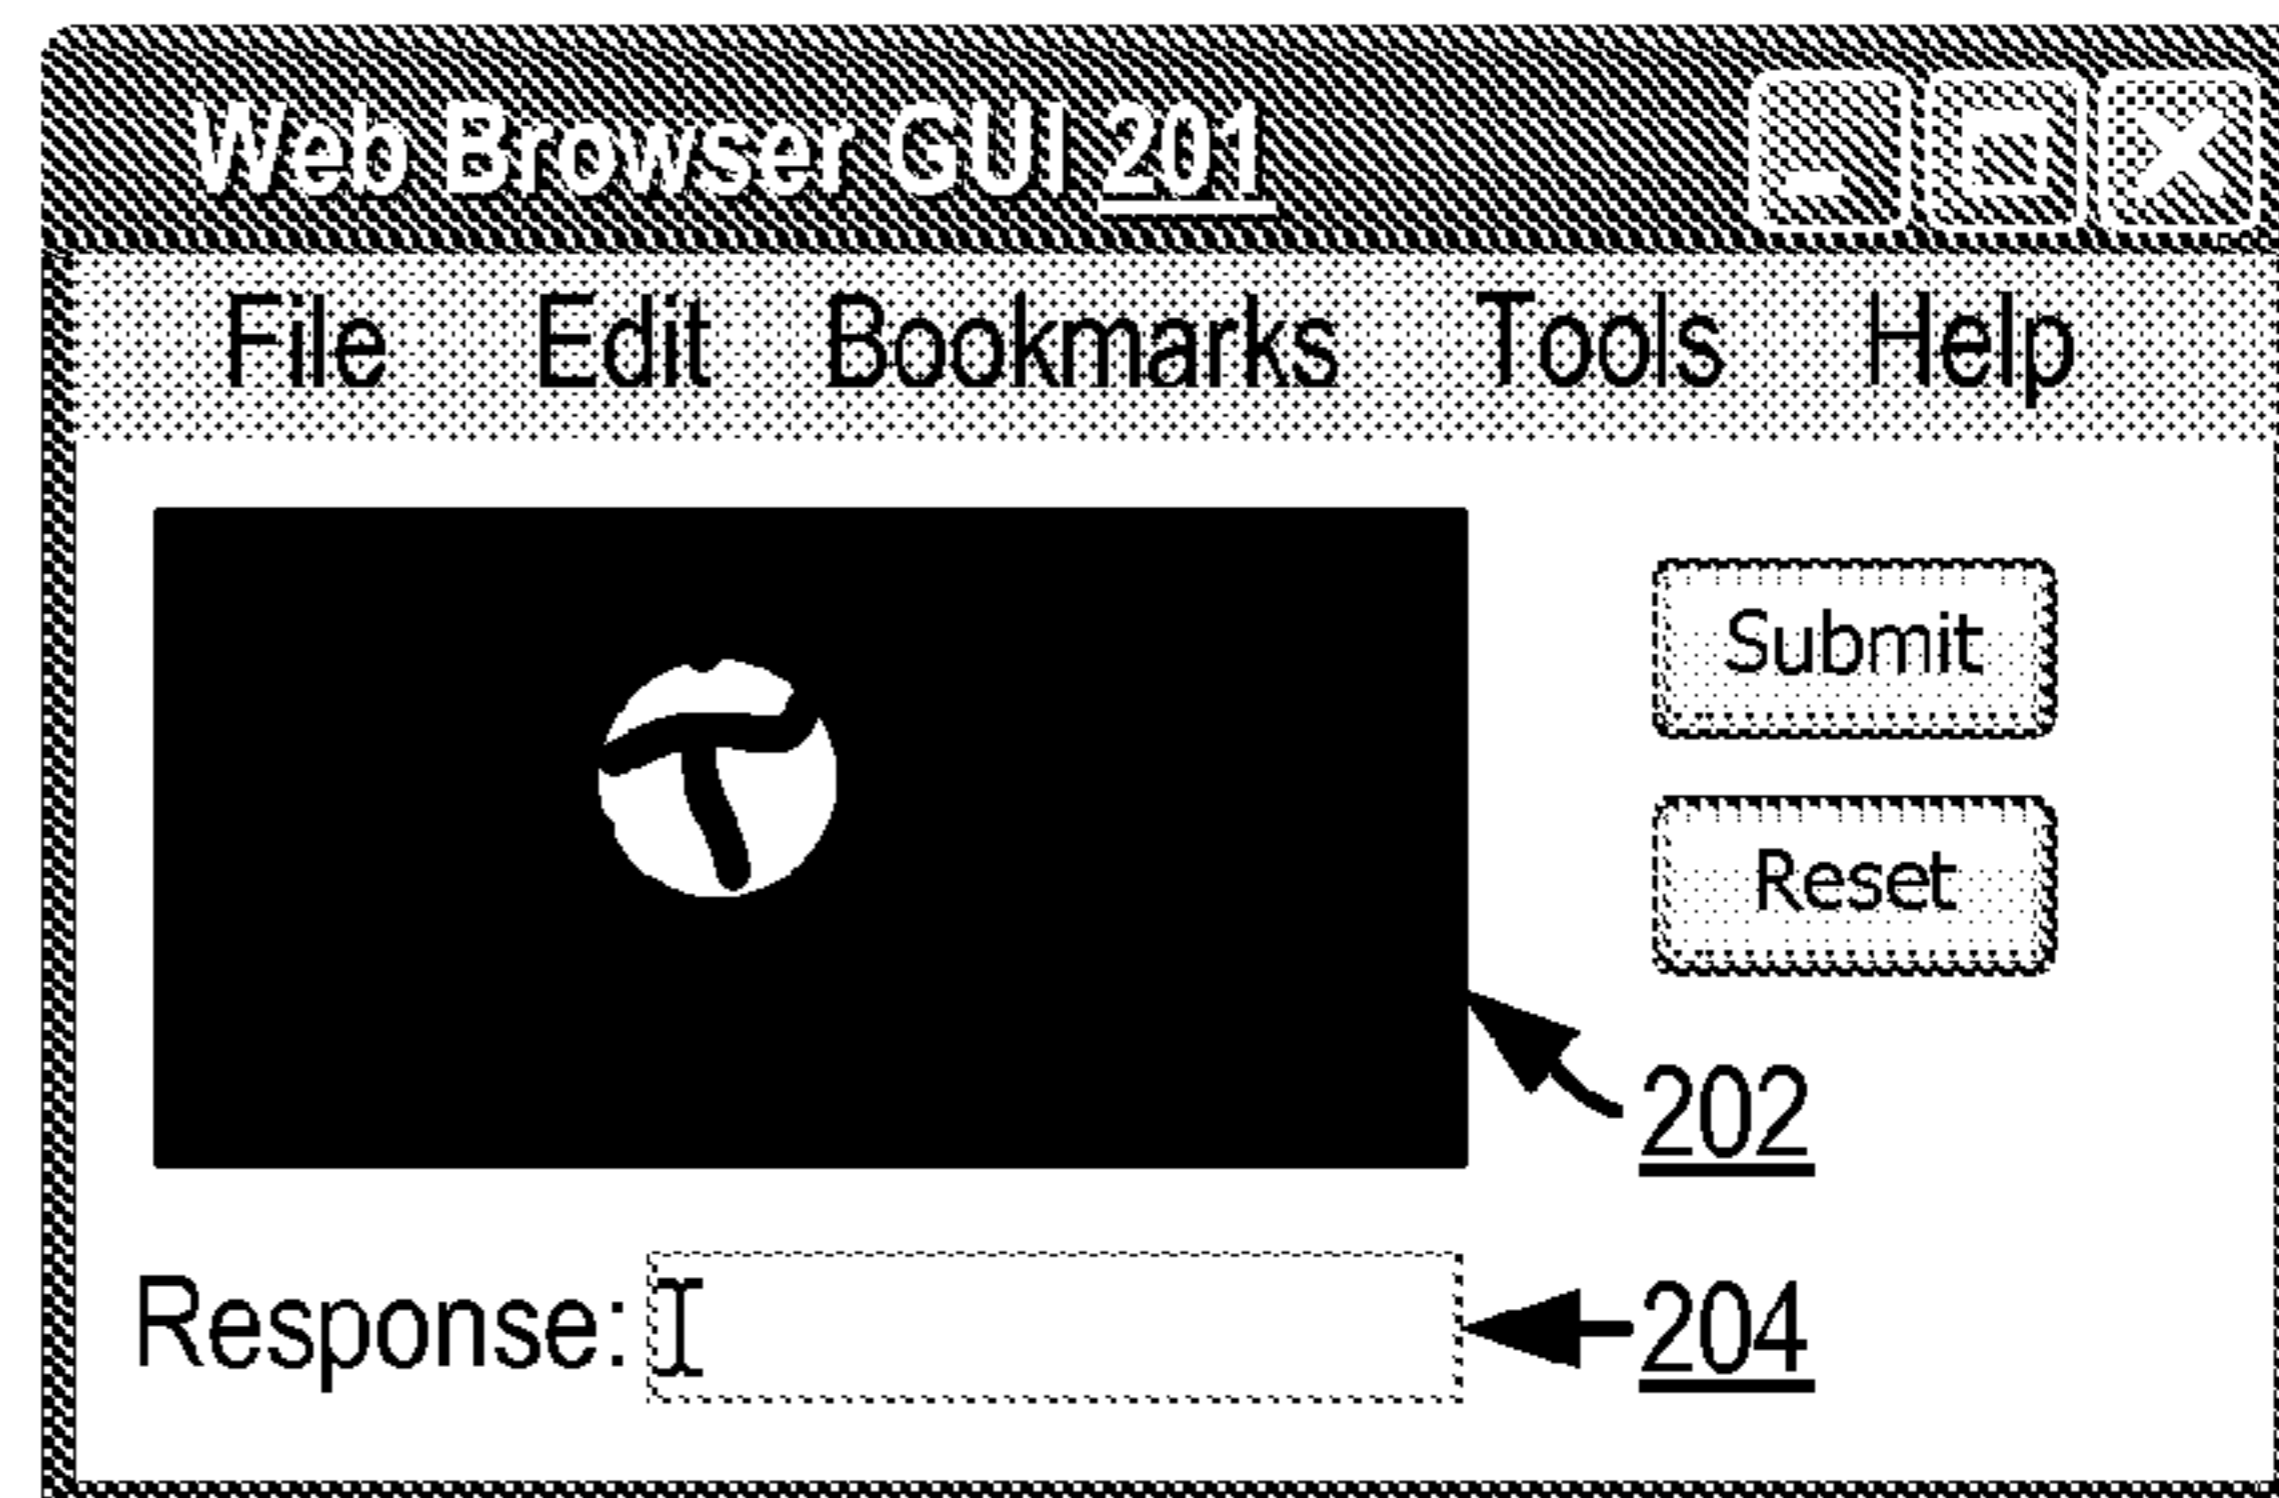 Web Browser GUI 201
File Edit Bookmarks Tools Help
T
Submit
Reset
202
Response:
204